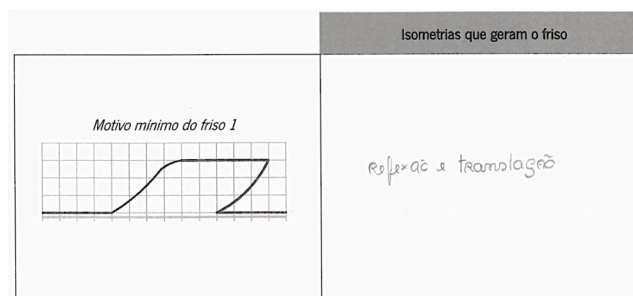 Isometrias que geram o friso
Motivo mínimo do friso 1
Reflexão e translação